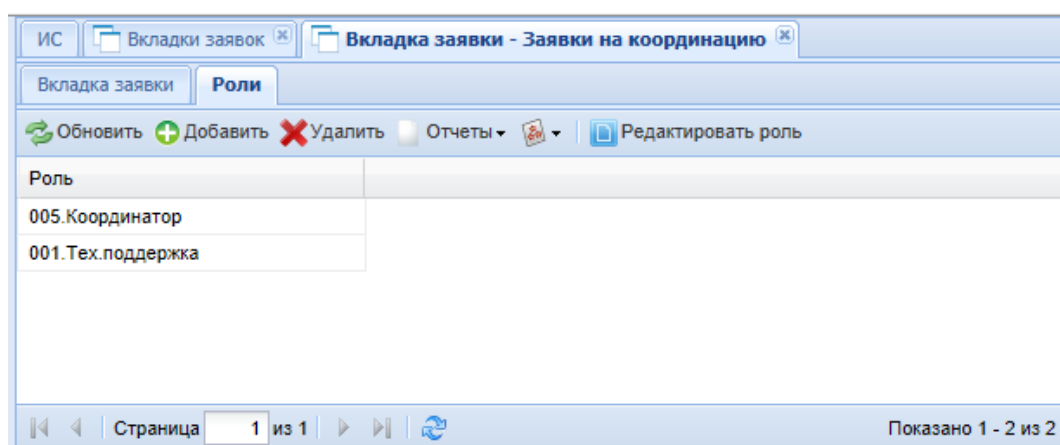 ИС Вкладки заявок Вкладка заявки - Заявки на координацию
Вкладка заявки Роли
Обновить Добавить Удалить Отчеты Редактировать роль
Роль
005.Координатор
001.Тех.поддержка
Страница 1 из 1 Показано 1 - 2 из 2